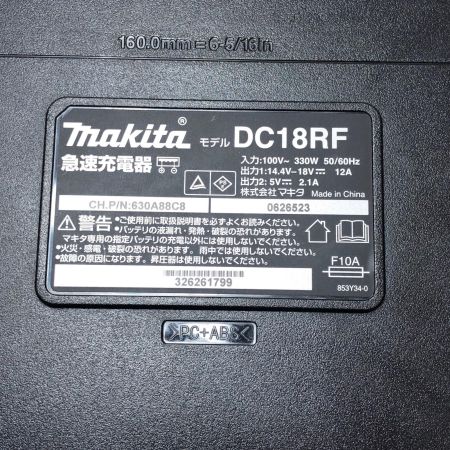 160.0mm=6-5/16in
makita® モデル DC18RF
急速充電器
入力:100V~ 330W 50/60Hz
出力1:14.4V⎓18V⎓ 12A
出力2: 5V⎓ 2.1A
株式会社マキタ Made in China
CH.P/N:630A88C8 0626523
⚠警告 ●ご使用前に取扱説明書を必ずよくお読みください。
●バッテリの液漏れ・発熱・破裂の恐れがあります。
マキタ専用の指定バッテリの充電以外には使用しないでください。
●火災・感電・破裂の恐れがあります。雨中では使用しないでください。
●故障の原因になります。昇圧器は使用しないでください。
F10A
326261799
853Y34-0
>PC+ABS<